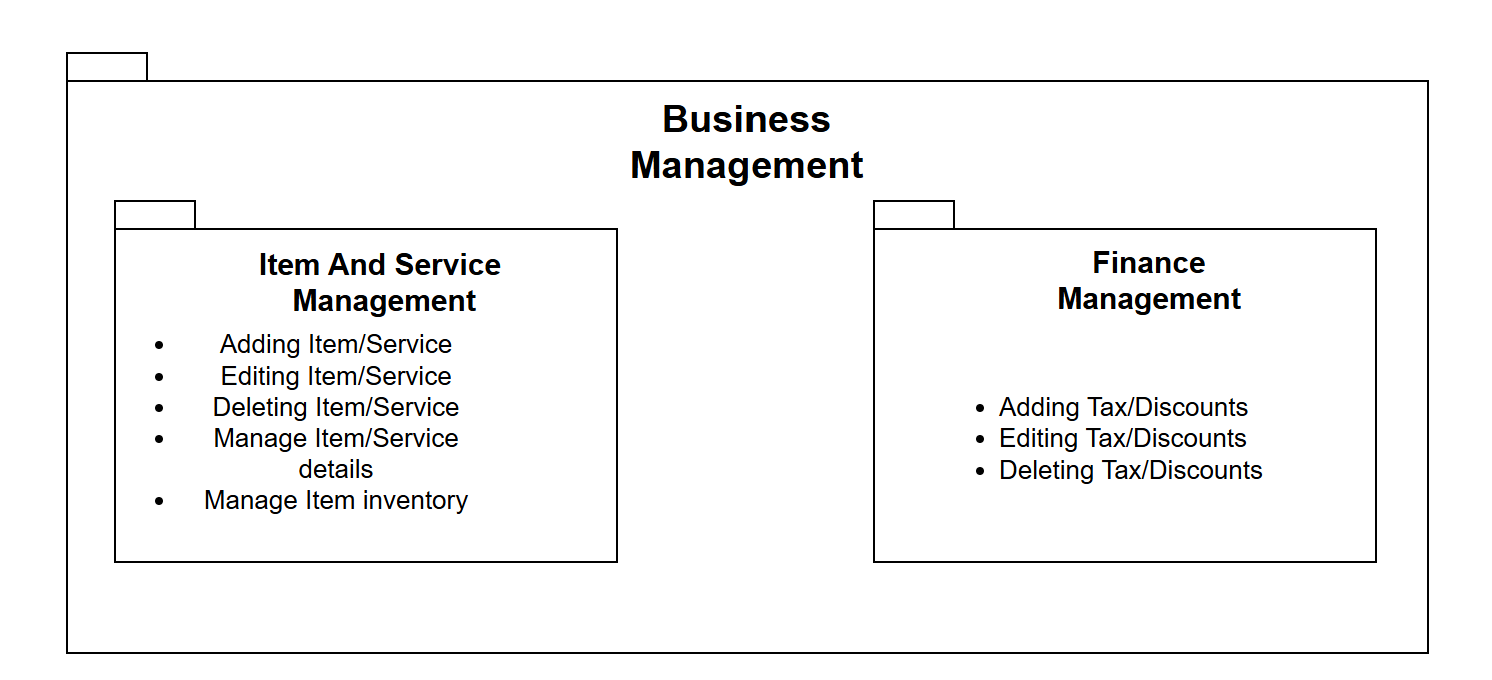 Business
Management
Item And Service
Management
• Adding Item/Service
• Editing Item/Service
• Deleting Item/Service
• Manage Item/Service
details
• Manage Item inventory
Finance
Management
• Adding Tax/Discounts
• Editing Tax/Discounts
• Deleting Tax/Discounts